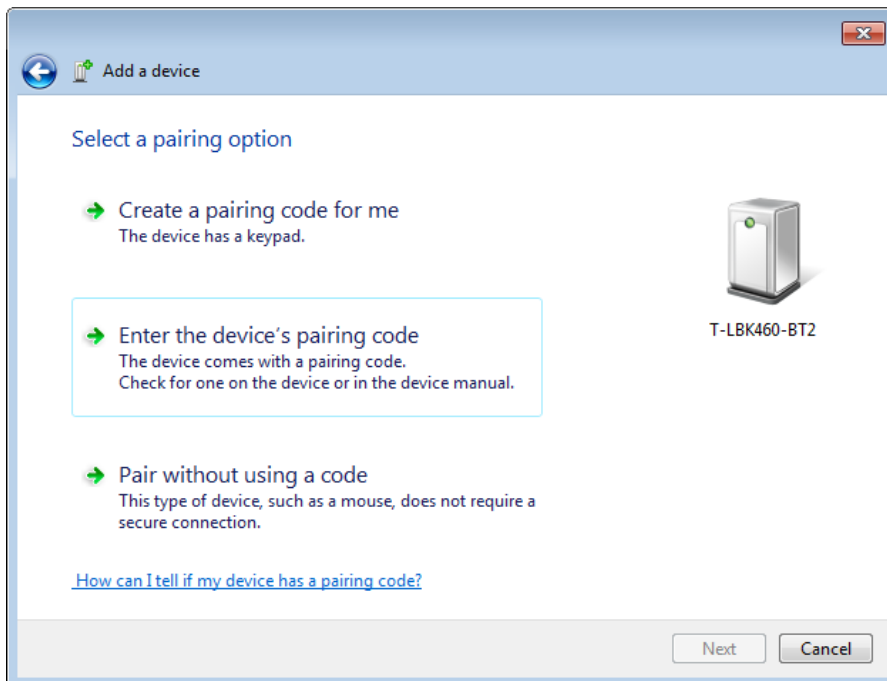 Add a device
Select a pairing option
Create a pairing code for me
The device has a keypad.
Enter the device's pairing code
The device comes with a pairing code.
Check for one on the device or in the device manual.
T-LBK460-BT2
Pair without using a code
This type of device, such as a mouse, does not require a
secure connection.
How can I tell if my device has a pairing code?
Next
Cancel